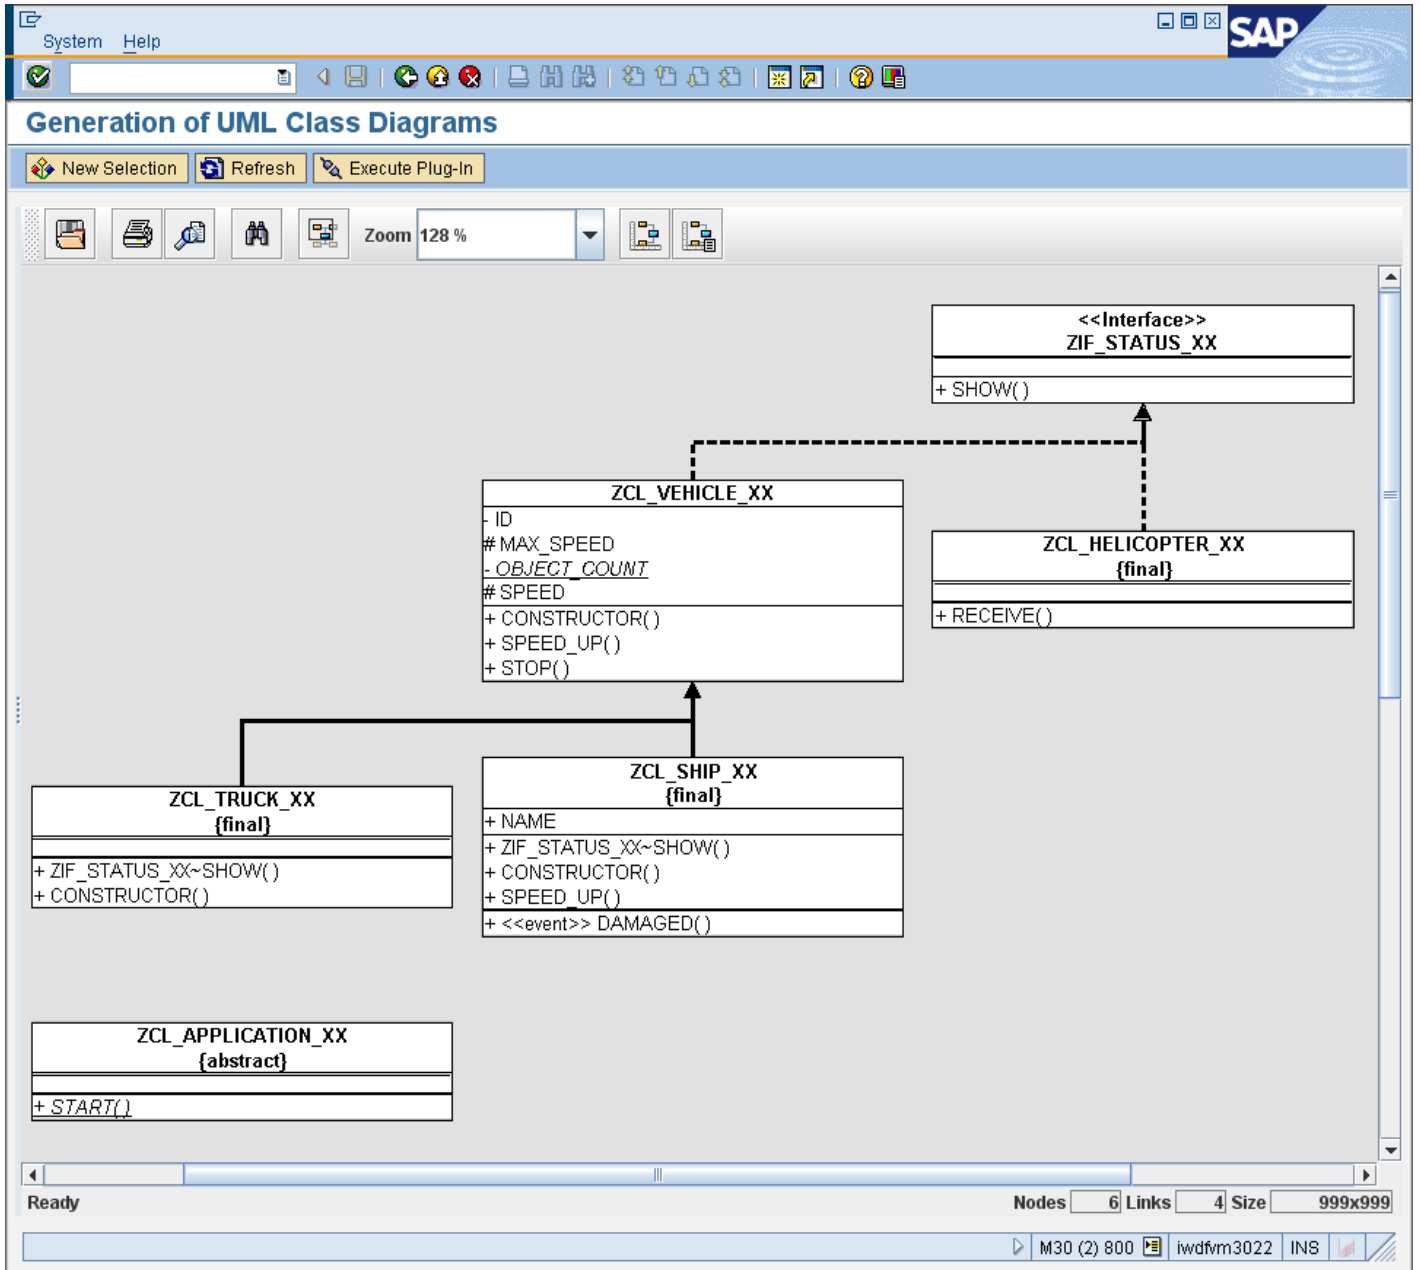 System Help
SAP
Generation of UML Class Diagrams
New Selection Refresh Execute Plug-In
Zoom 128 %
<<Interface>>
ZIF_STATUS_XX
+ SHOW( )
ZCL_VEHICLE_XX
- ID
# MAX_SPEED
- OBJECT_COUNT
# SPEED
+ CONSTRUCTOR( )
+ SPEED_UP( )
+ STOP( )
ZCL_HELICOPTER_XX
{final}
+ RECEIVE( )
ZCL_TRUCK_XX
{final}
+ ZIF_STATUS_XX~SHOW( )
+ CONSTRUCTOR( )
ZCL_SHIP_XX
{final}
+ NAME
+ ZIF_STATUS_XX~SHOW( )
+ CONSTRUCTOR( )
+ SPEED_UP( )
+ <<event>> DAMAGED( )
ZCL_APPLICATION_XX
{abstract}
+ START( )
Ready Nodes 6 Links 4 Size 999x999
M30 (2) 800 iwdfvm3022 INS